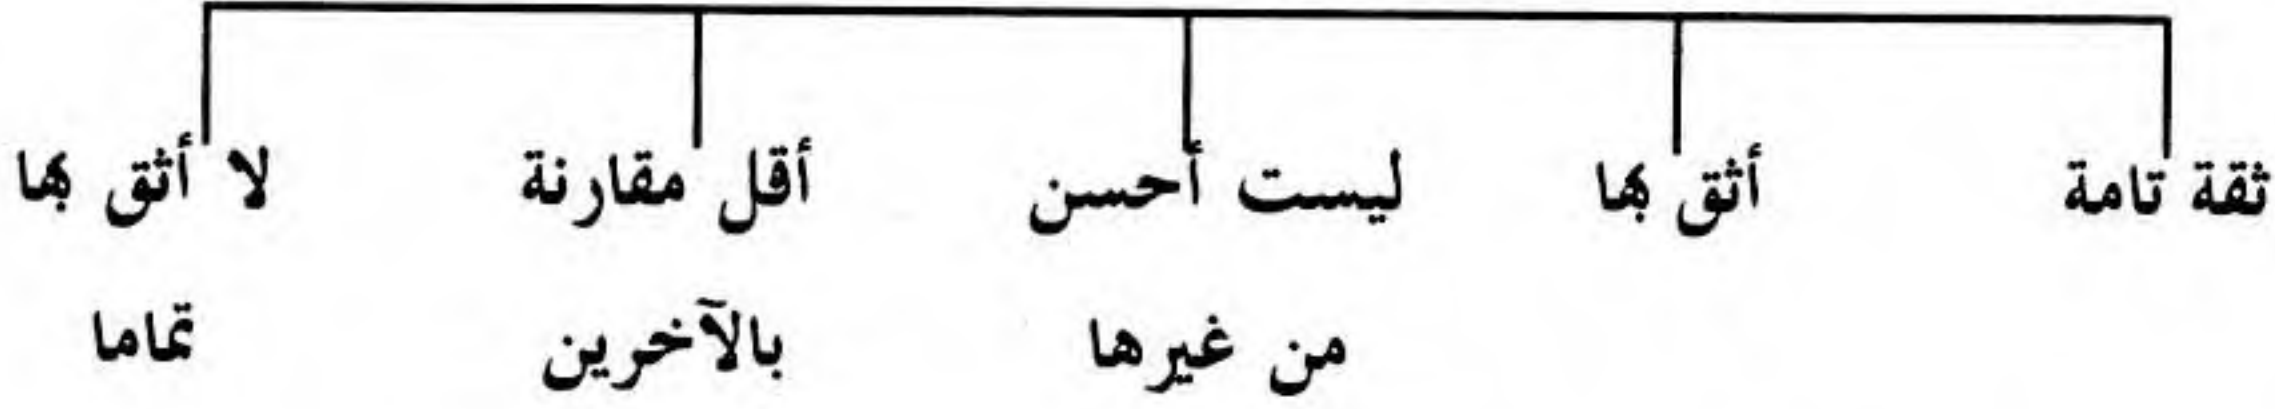 ثقة تامة
أثق بها
ليست أحسن
من غيرها
أقل مقارنة
بالآخرين
لا أثق بها
تماما